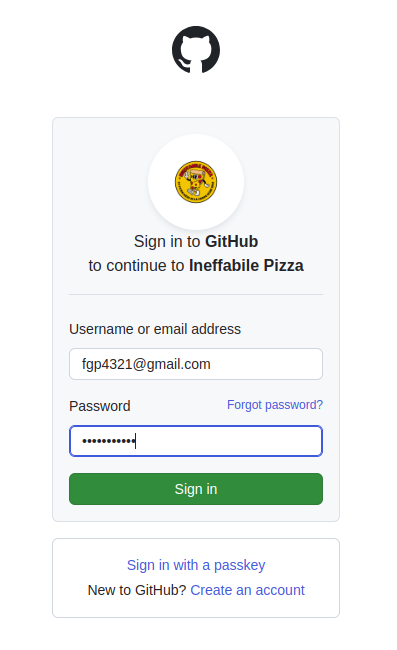 Sign in to GitHub
to continue to Ineffabile Pizza
Username or email address
fgp4321@gmail.com
Password
Forgot password?
•••••••••••
Sign in
Sign in with a passkey
New to GitHub? Create an account